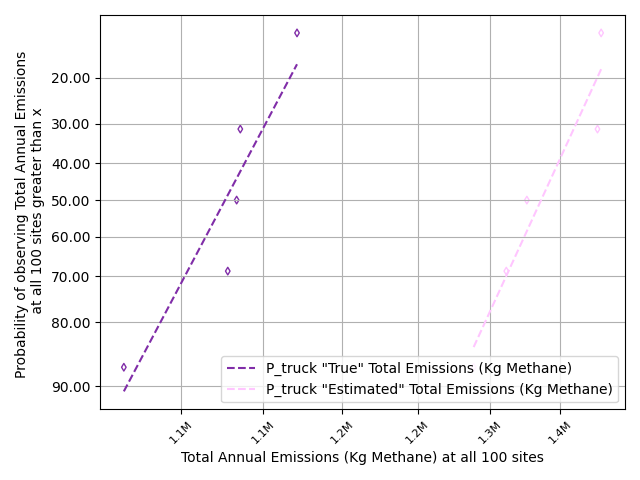 Probability of observing Total Annual Emissions
at all 100 sites greater than x
20.00
30.00
40.00
50.00
60.00
70.00
80.00
90.00
P_truck "True" Total Emissions (Kg Methane)
P_truck "Estimated" Total Emissions (Kg Methane)
1.1M
1.1M
1.2M
1.2M
1.3M
1.4M
Total Annual Emissions (Kg Methane) at all 100 sites